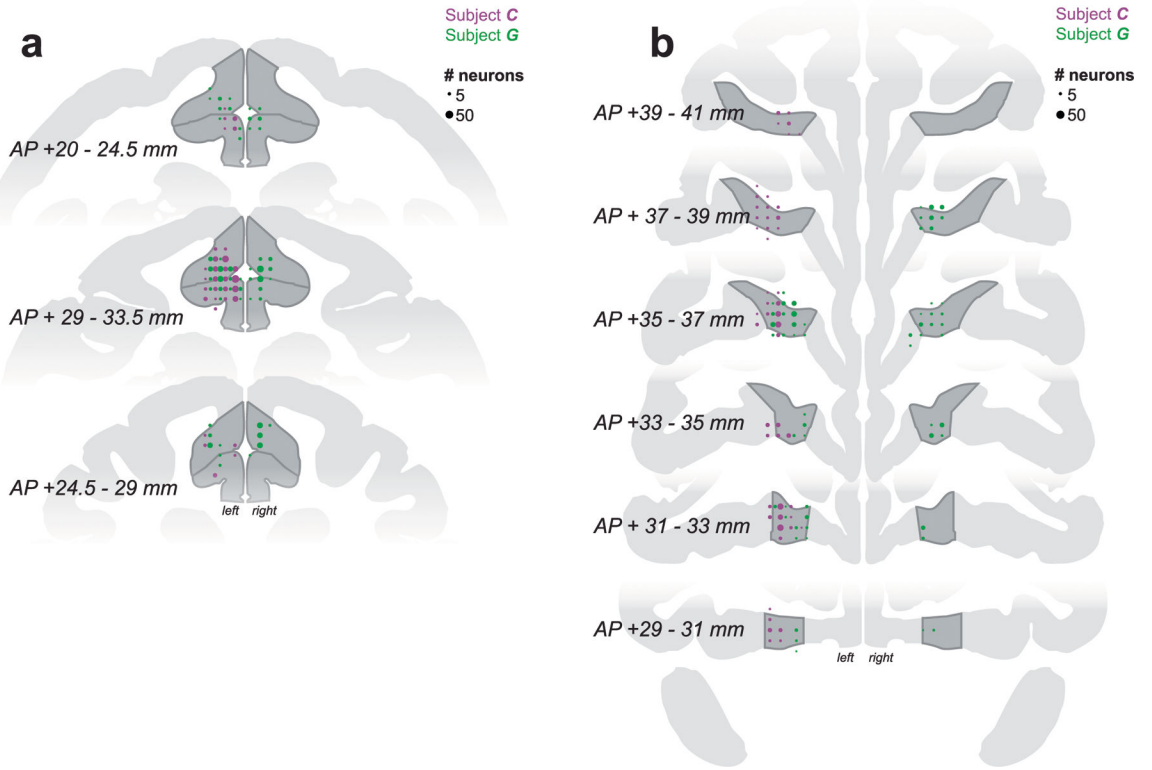 a
Subject C
Subject G
# neurons
5
50
AP +20 - 24.5 mm
AP + 29 - 33.5 mm
AP +24.5 - 29 mm
left right
b
Subject C
Subject G
# neurons
5
50
AP +39 - 41 mm
AP + 37 - 39 mm
AP +35 - 37 mm
AP +33 - 35 mm
AP + 31 - 33 mm
AP +29 - 31 mm
left right